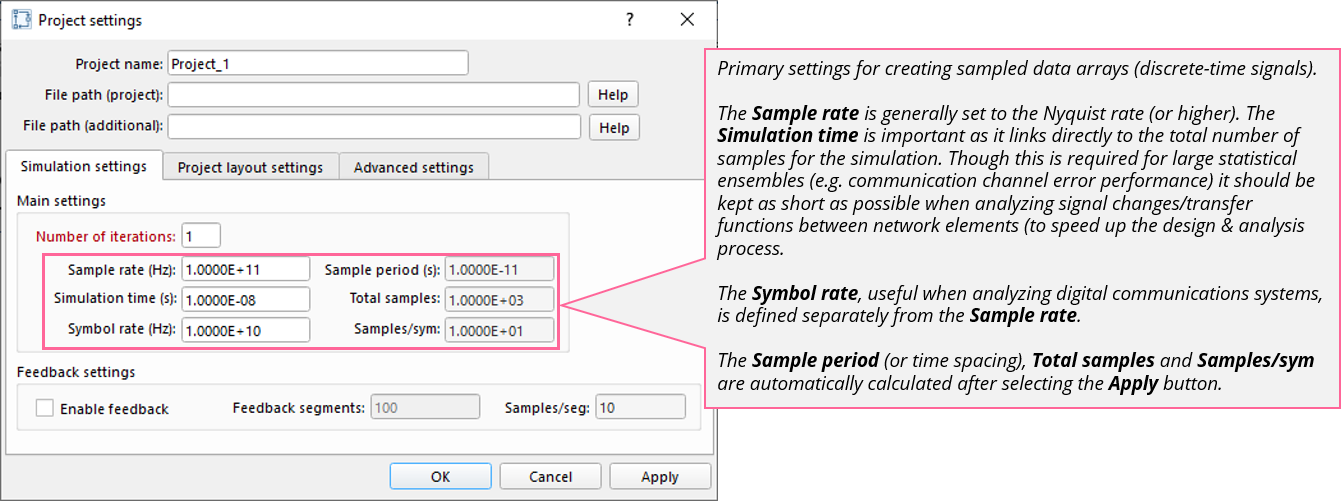 Project settings
?
Project name: Project_1
File path (project): Help
File path (additional): Help
Simulation settings Project layout settings Advanced settings
Main settings
Number of iterations: 1
Sample rate (Hz): 1.0000E+11 Sample period (s): 1.0000E-11
Simulation time (s): 1.0000E-08 Total samples: 1.0000E+03
Symbol rate (Hz): 1.0000E+10 Samples/sym: 1.0000E+01
Feedback settings
Enable feedback Feedback segments: 100 Samples/seg: 10
OK Cancel Apply
Primary settings for creating sampled data arrays (discrete-time signals).
The Sample rate is generally set to the Nyquist rate (or higher). The
Simulation time is important as it links directly to the total number of
samples for the simulation. Though this is required for large statistical
ensembles (e.g. communication channel error performance) it should be
kept as short as possible when analyzing signal changes/transfer
functions between network elements (to speed up the design & analysis
process.
The Symbol rate, useful when analyzing digital communications systems,
is defined separately from the Sample rate.
The Sample period (or time spacing), Total samples and Samples/sym
are automatically calculated after selecting the Apply button.